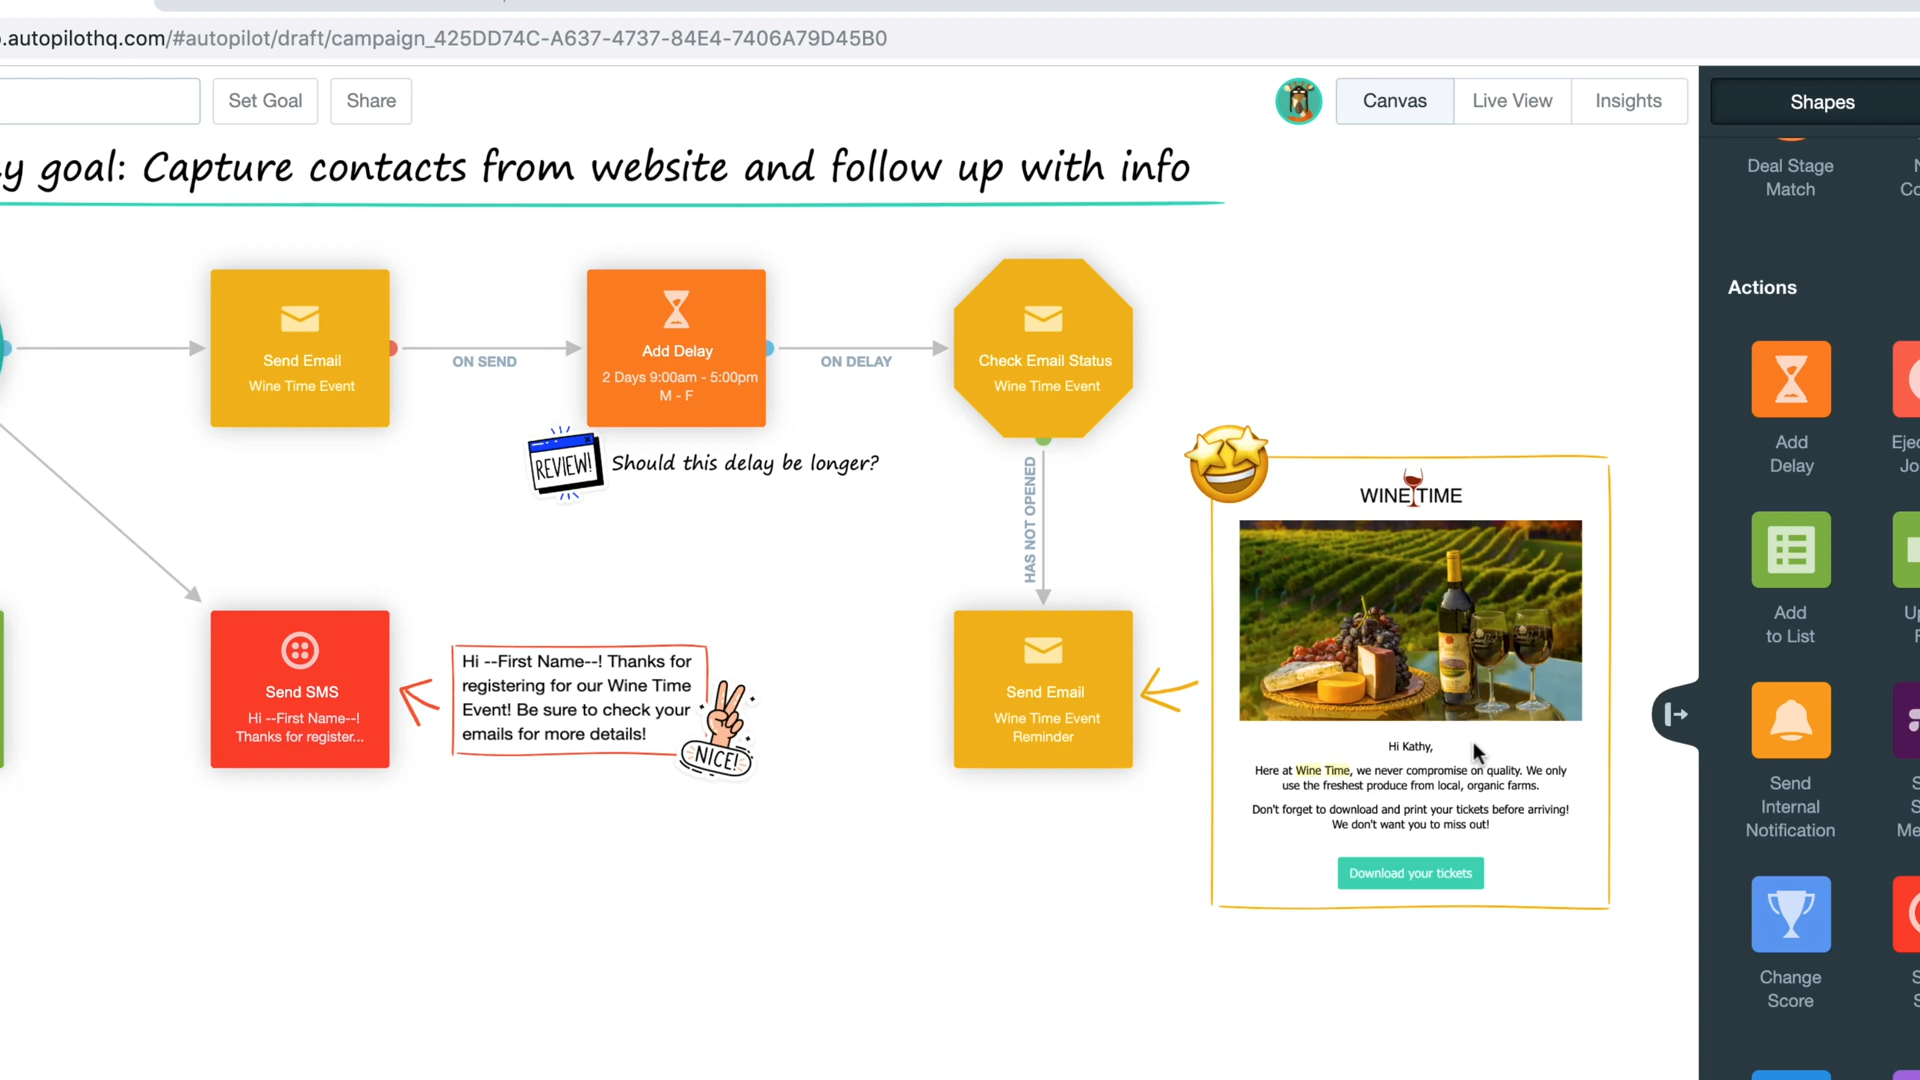 .autopilothq.com/#autopilot/draft/campaign_425DD74C-A637-4737-84E4-7406A79D45B0
Set Goal
Share
Canvas
Live View
Insights
Shapes
y goal: Capture contacts from website and follow up with info
Deal Stage
Match
Actions
Send Email
Wine Time Event
ON SEND
Add Delay
2 Days 9:00am - 5:00pm
M - F
ON DELAY
Check Email Status
Wine Time Event
REVIEW!
Should this delay be longer?
HAS NOT OPENED
Add
Delay
Add
to List
Send SMS
Hi --First Name--!
Thanks for register...
Hi --First Name--! Thanks for
registering for our Wine Time
Event! Be sure to check your
emails for more details!
NICE!
Send Email
Wine Time Event
Reminder
WINE TIME
Hi Kathy,
Here at Wine Time, we never compromise on quality. We only
use the freshest produce from local, organic farms.
Don't forget to download and print your tickets before arriving!
We don't want you to miss out!
Download your tickets
Send
Internal
Notification
Change
Score